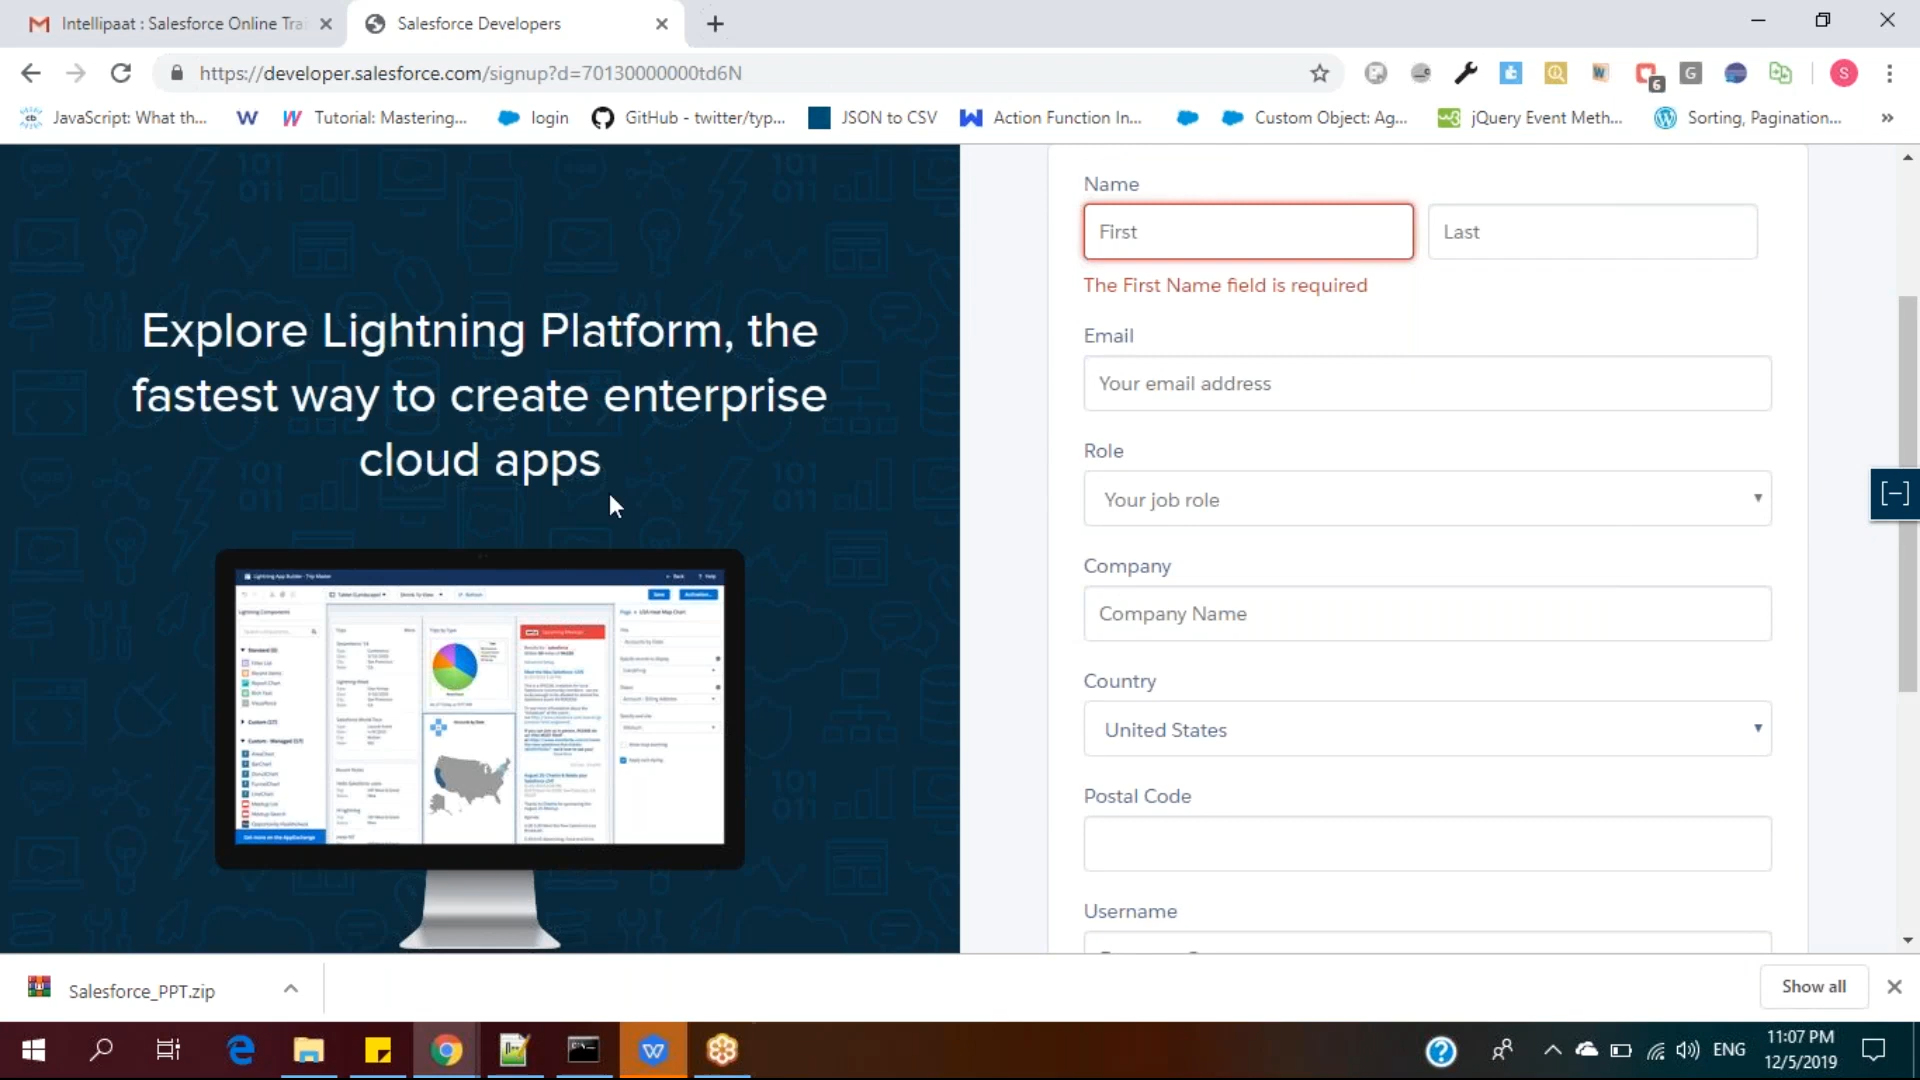 Intellipaat : Salesforce Online Tra
Salesforce Developers
https://developer.salesforce.com/signup?d=70130000000td6N
6
G
S
JavaScript: What th...
Tutorial: Mastering...
login
GitHub - twitter/typ...
JSON to CSV
Action Function In...
Custom Object: Ag...
jQuery Event Meth...
Sorting, Pagination...
»
Explore Lightning Platform, the
fastest way to create enterprise
cloud apps
Name
First
Last
The First Name field is required
Email
Your email address
Role
Your job role
Company
Company Name
Country
United States
Postal Code
Username
[-]
Salesforce_PPT.zip
Show all
ENG
11:07 PM
12/5/2019